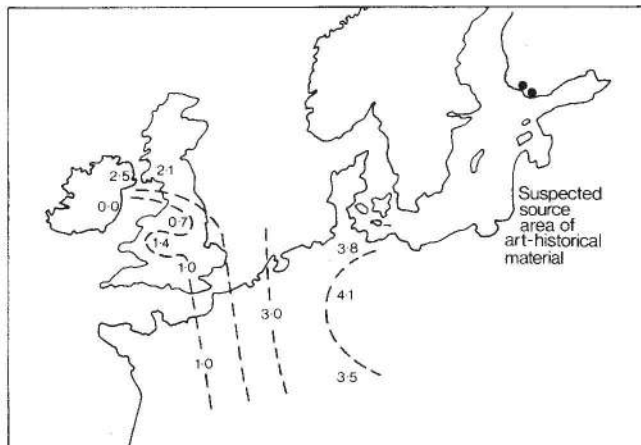 2·5
2·1
0·0
0·7
1·4
1·0
3·8
Suspected
source
area of
art-historical
material
4·1
3·0
1·0
3·5